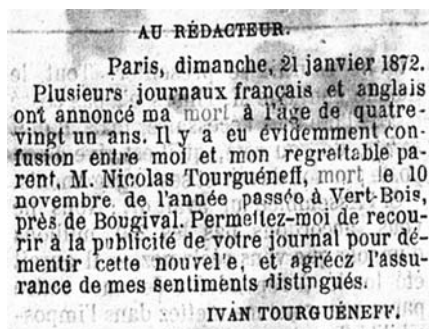 AU RÉDACTEUR.
Paris, dimanche, 21 janvier 1872.
Plusieurs journaux français et anglais
ont annoncé ma mort à l'âge de quatre-
vingt un ans. Il y a eu évidemment con-
fusion entre moi et mon regrettable pa-
rent, M. Nicolas Tourguéneff, mort le 10
novembre de l'année passée à Vert-Bois,
près de Bougival. Permettez-moi de recou-
rir à la publicité de votre journal pour dé-
mentir cette nouvel'e, et agréez l'assu-
rance de mes sentiments distingués.
IVAN TOURGUÉNEFF.